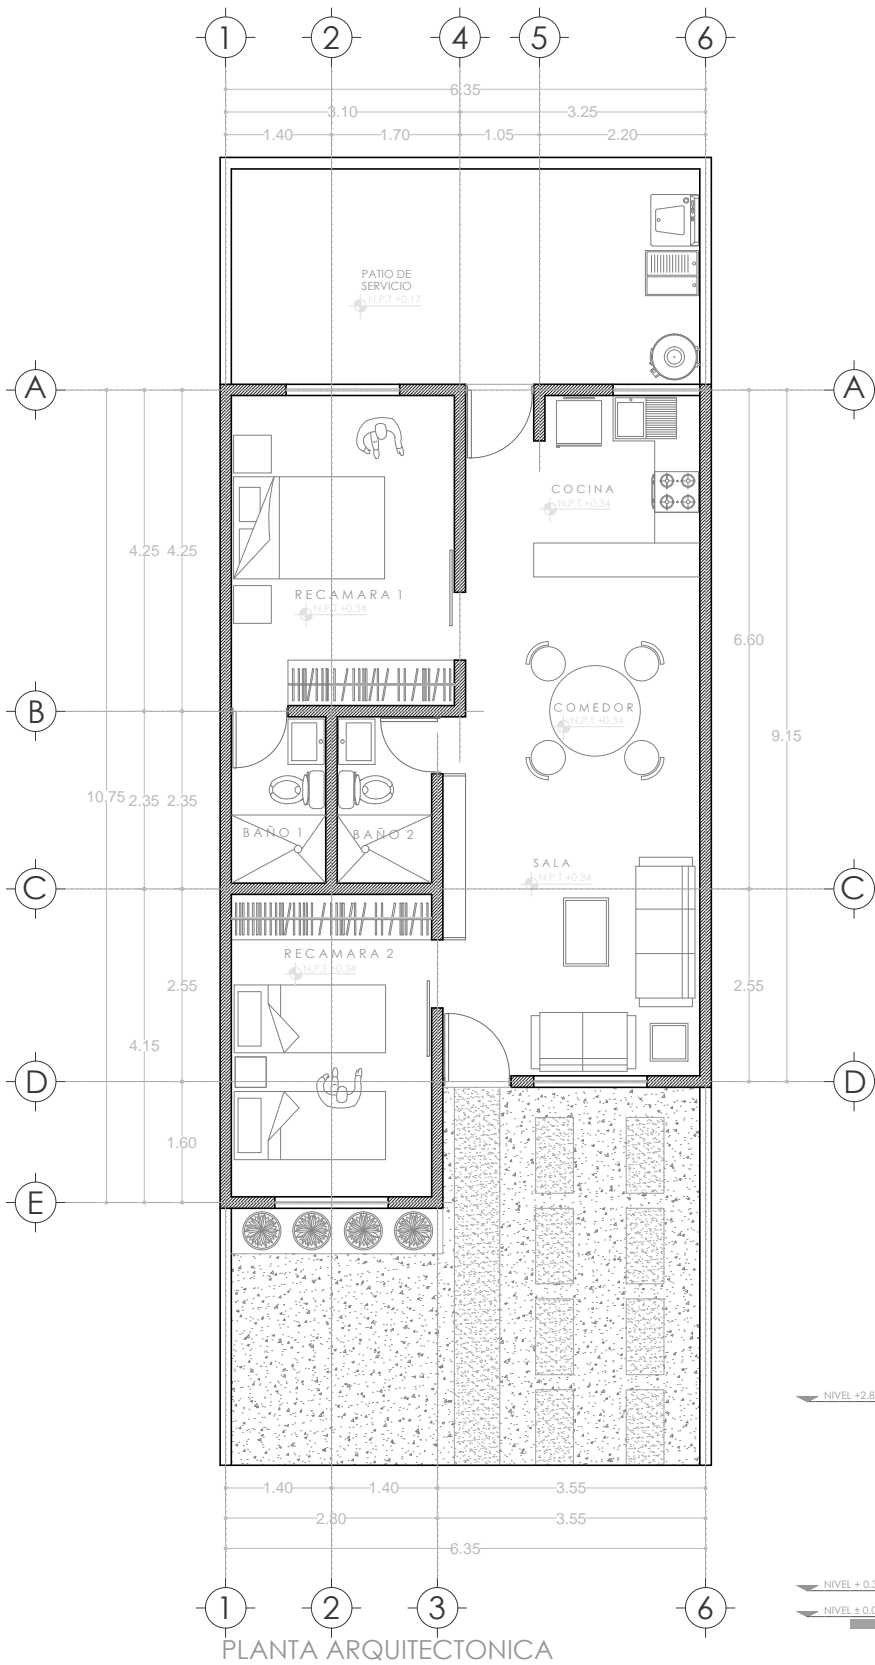 1 2 4 5 6
6.35
3.10 3.25
1.40 1.70 1.05 2.20
PATIO DE
SERVICIO
N.P.T +0.17
A A
COCINA
N.P.T +0.34
4.25 4.25
RECAMARA 1
N.P.T +0.34
6.60
B
COMEDOR
N.P.T +0.34
9.15
10.75 2.35 2.35
BAÑO 1 BAÑO 2
SALA
N.P.T +0.34
C C
RECAMARA 2
N.P.T +0.34
2.55 2.55
4.15
D D
1.60
E
NIVEL +2.8
1.40 1.40 3.55
2.80 3.55
6.35
NIVEL + 0.3
NIVEL ± 0.0
1 2 3 6
PLANTA ARQUITECTONICA